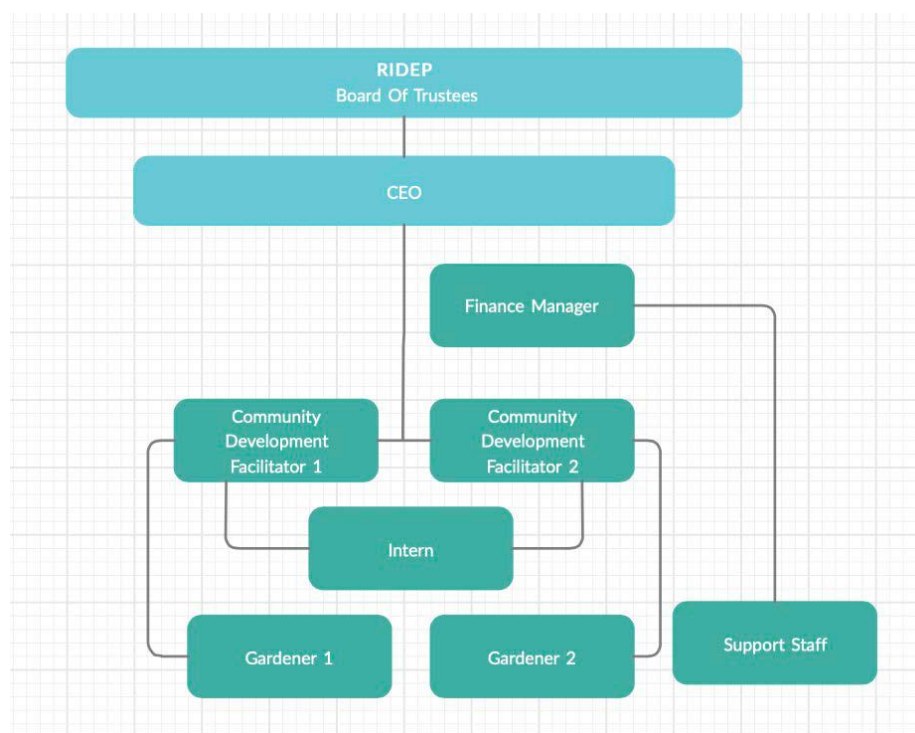 RIDEP
Board Of Trustees
CEO
Finance Manager
Community
Development
Facilitator 1
Community
Development
Facilitator 2
Intern
Gardener 1
Gardener 2
Support Staff